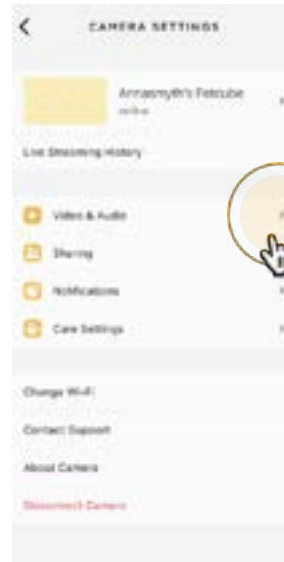 CAMERA SETTINGS
Annasmyth's Petcube
online
Live Streaming History
Video & Audio
Sharing
Notifications
Care Settings
Change Wi-Fi
Contact Support
About Camera
Disconnect Camera